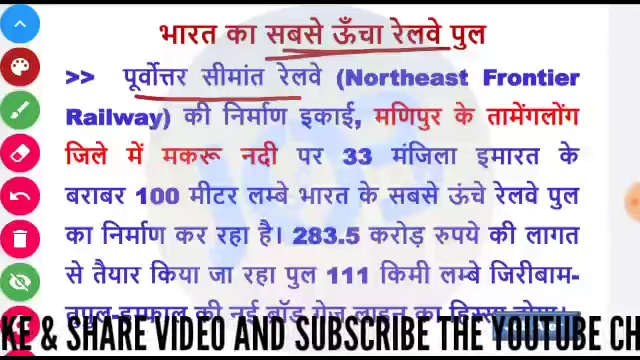 भारत का सबसे ऊँचा रेलवे पुल
>> पूर्वोत्तर सीमांत रेलवे (Northeast Frontier
Railway) की निर्माण इकाई, मणिपुर के तामेंगलोंग
जिले में मकरू नदी पर 33 मंजिला इमारत के
बराबर 100 मीटर लम्बे भारत के सबसे ऊंचे रेलवे पुल
का निर्माण कर रहा है। 283.5 करोड़ रुपये की लागत
से तैयार किया जा रहा पुल 111 किमी लम्बे जिरीबाम-
की नई ब्रॉड गेज लाइन का हिस्सा होगा।
KE & SHARE VIDEO AND SUBSCRIBE THE YOUTUBE CH